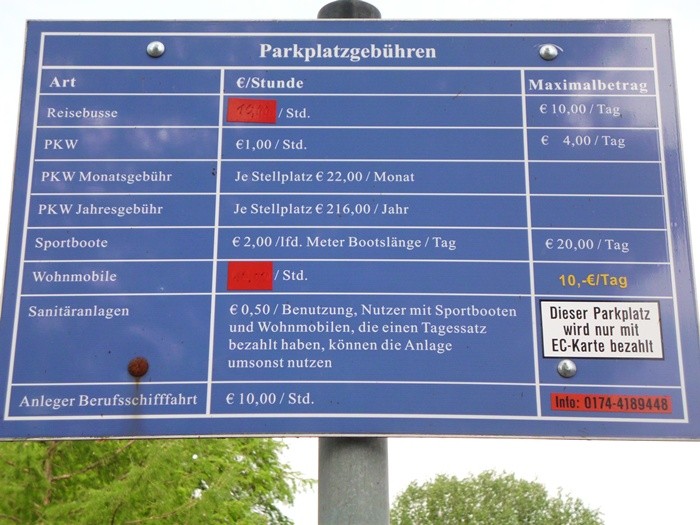 Parkplatzgebühren
Art €/Stunde Maximalbetrag
Reisebusse / Std. € 10,00 / Tag
PKW €1,00 / Std. € 4,00 / Tag
PKW Monatsgebühr Je Stellplatz € 22,00 / Monat
PKW Jahresgebühr Je Stellplatz € 216,00 / Jahr
Sportboote € 2,00 /lfd. Meter Bootslänge / Tag € 20,00 / Tag
Wohnmobile / Std. 10,-€/Tag
Sanitäranlagen € 0,50 / Benutzung, Nutzer mit Sportbooten
und Wohnmobilen, die einen Tagessatz
bezahlt haben, können die Anlage
umsonst nutzen
Dieser Parkplatz
wird nur mit
EC-Karte bezahlt
Anleger Berufsschifffahrt € 10,00 / Std. Info: 0174-4189448